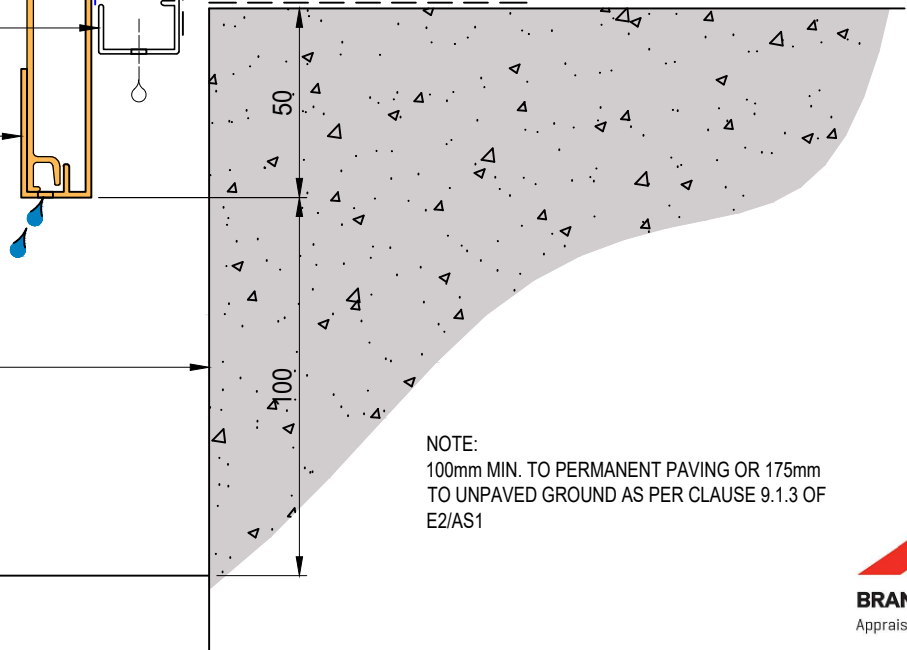 50
100
NOTE:
100mm MIN. TO PERMANENT PAVING OR 175mm
TO UNPAVED GROUND AS PER CLAUSE 9.1.3 OF
E2/AS1
BRAN
Apprais